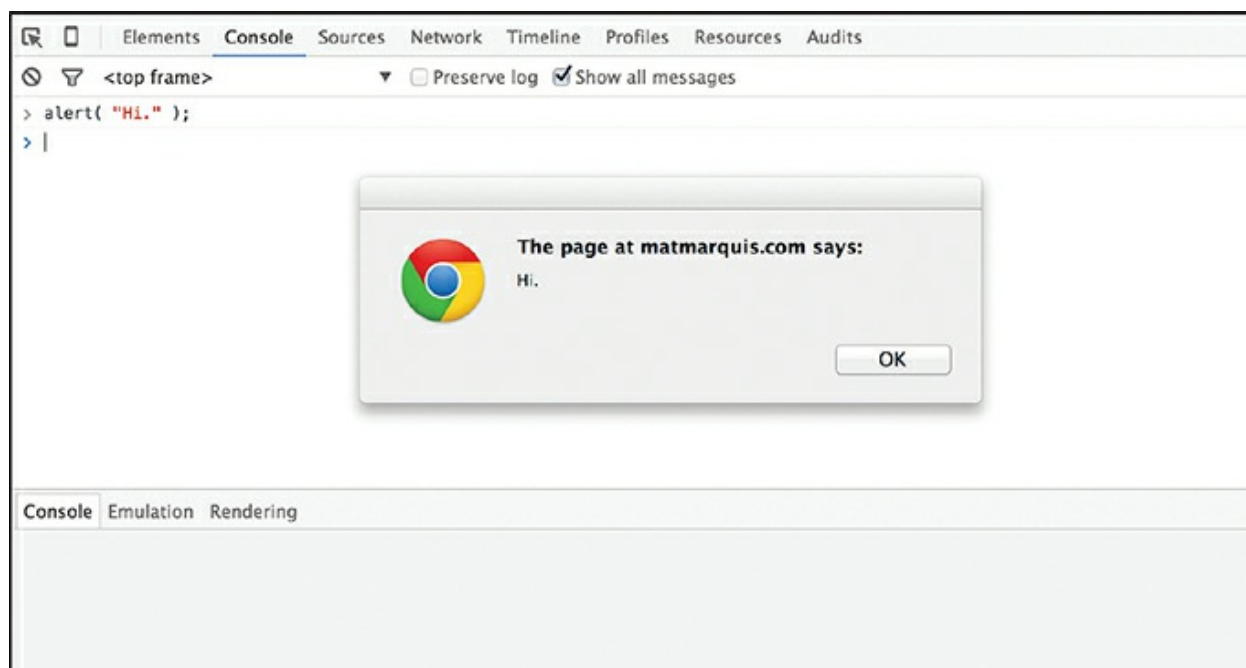 Elements Console Sources Network Timeline Profiles Resources Audits
<top frame> ▼ Preserve log Show all messages
> alert( "Hi." );
>
The page at matmarquis.com says:
Hi.
OK
Console Emulation Rendering